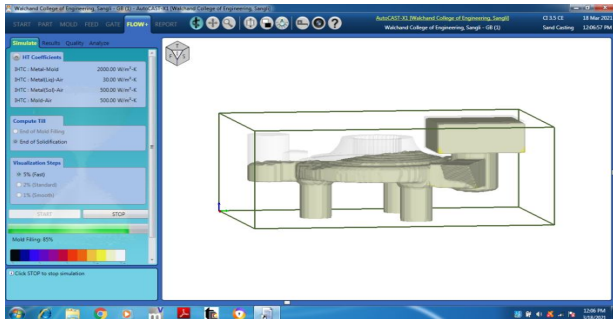 Walchand College of Engineering, Sangli - GB (1) - AutoCAST-X1 [Walchand College of Engineering, Sangli]
START PART MOLD FEED GATE FLOW+ REPORT
AutoCAST-X1 [Walchand College of Engineering, Sangli]
Walchand College of Engineering, Sangli - GB (1)
CI 3.5 CE
Sand Casting
18 Mar 2021
12:06:57 PM
Simulate Results Quality Analyze
HT Coefficients
IHTC : Metal-Mold 2000.00 W/m²-K
IHTC : Metal(Liq)-Air 30.00 W/m²-K
IHTC : Metal(Sol)-Air 500.00 W/m²-K
IHTC : Mold-Air 500.00 W/m²-K
Compute Till
End of Mold Filling
End of Solidification
Visualization Steps
5% (Fast)
2% (Standard)
1% (Smooth)
START STOP
Mold Filling: 85%
Click STOP to stop simulation
12:06 PM
3/18/2021